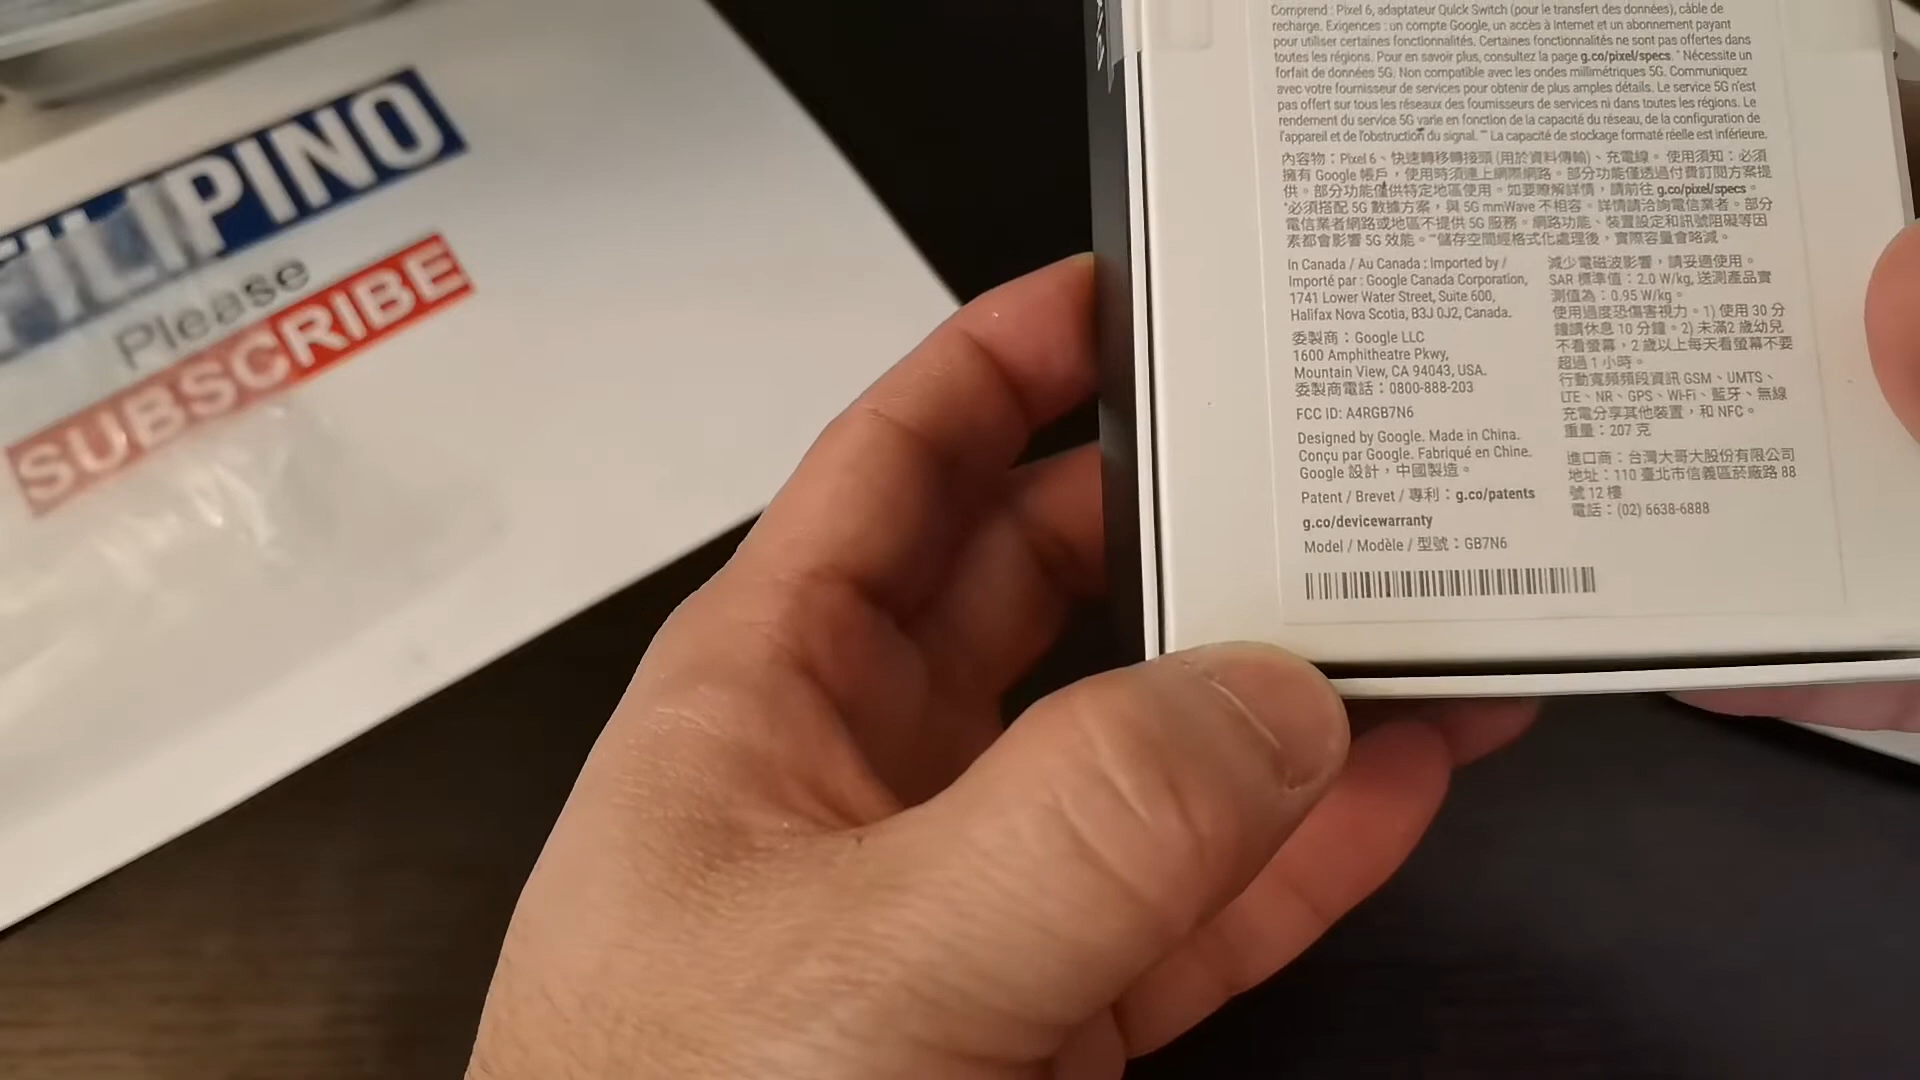 FILIPINO
Please
SUBSCRIBE
Comprend : Pixel 6, adaptateur Quick Switch (pour le transfert des données), câble de
recharge. Exigences : un compte Google, un accès à Internet et un abonnement payant
pour utiliser certaines fonctionnalités. Certaines fonctionnalités ne sont pas offertes dans
toutes les régions. Pour en savoir plus, consultez la page g.co/pixel/specs. * Nécessite un
forfait de données 5G. Non compatible avec les ondes millimétriques 5G. Communiquez
avec votre fournisseur de services pour obtenir de plus amples détails. Le service 5G n'est
pas offert sur tous les réseaux des fournisseurs de services ni dans toutes les régions. Le
rendement du service 5G varie en fonction de la capacité du réseau, de la configuration de
l'appareil et de l'obstruction du signal. ** La capacité de stockage formaté réelle est inférieure.
內容物：Pixel 6、快速轉移轉接頭 (用於資料傳輸)、充電線。 使用須知：必須
擁有 Google 帳戶，使用時須連上網際網路。部分功能僅透過付費訂閱方案提
供。部分功能僅供特定地區使用。如要瞭解詳情，請前往 g.co/pixel/specs。
*必須搭配 5G 數據方案，與 5G mmWave 不相容。詳情請洽詢電信業者。部分
電信業者網路或地區不提供 5G 服務。網路功能、裝置設定和訊號阻礙等因
素都會影響 5G 效能。**儲存空間經格式化處理後，實際容量會略減。
In Canada / Au Canada : Imported by /
Importé par : Google Canada Corporation,
1741 Lower Water Street, Suite 600,
Halifax Nova Scotia, B3J 0J2, Canada.
委製商：Google LLC
1600 Amphitheatre Pkwy,
Mountain View, CA 94043, USA.
委製商電話：0800-888-203
FCC ID: A4RGB7N6
Designed by Google. Made in China.
Conçu par Google. Fabriqué en Chine.
Google 設計，中國製造。
Patent / Brevet / 專利：g.co/patents
g.co/devicewarranty
Model / Modèle / 型號：GB7N6
減少電磁波影響，請妥適使用。
SAR 標準值：2.0 W/kg, 送測產品實
測值為：0.95 W/kg。
使用過度恐傷害視力。1) 使用 30 分
鐘請休息 10 分鐘。2) 未滿2 歲幼兒
不看螢幕，2 歲以上每天看螢幕不要
超過 1 小時。
行動寬頻頻段資訊 GSM、UMTS、
LTE、NR、GPS、Wi-Fi、藍牙、無線
充電分享其他裝置，和 NFC。
重量：207 克
進口商：台灣大哥大股份有限公司
地址：110 臺北市信義區菸廠路 88
號 12 樓
電話：(02) 6638-6888